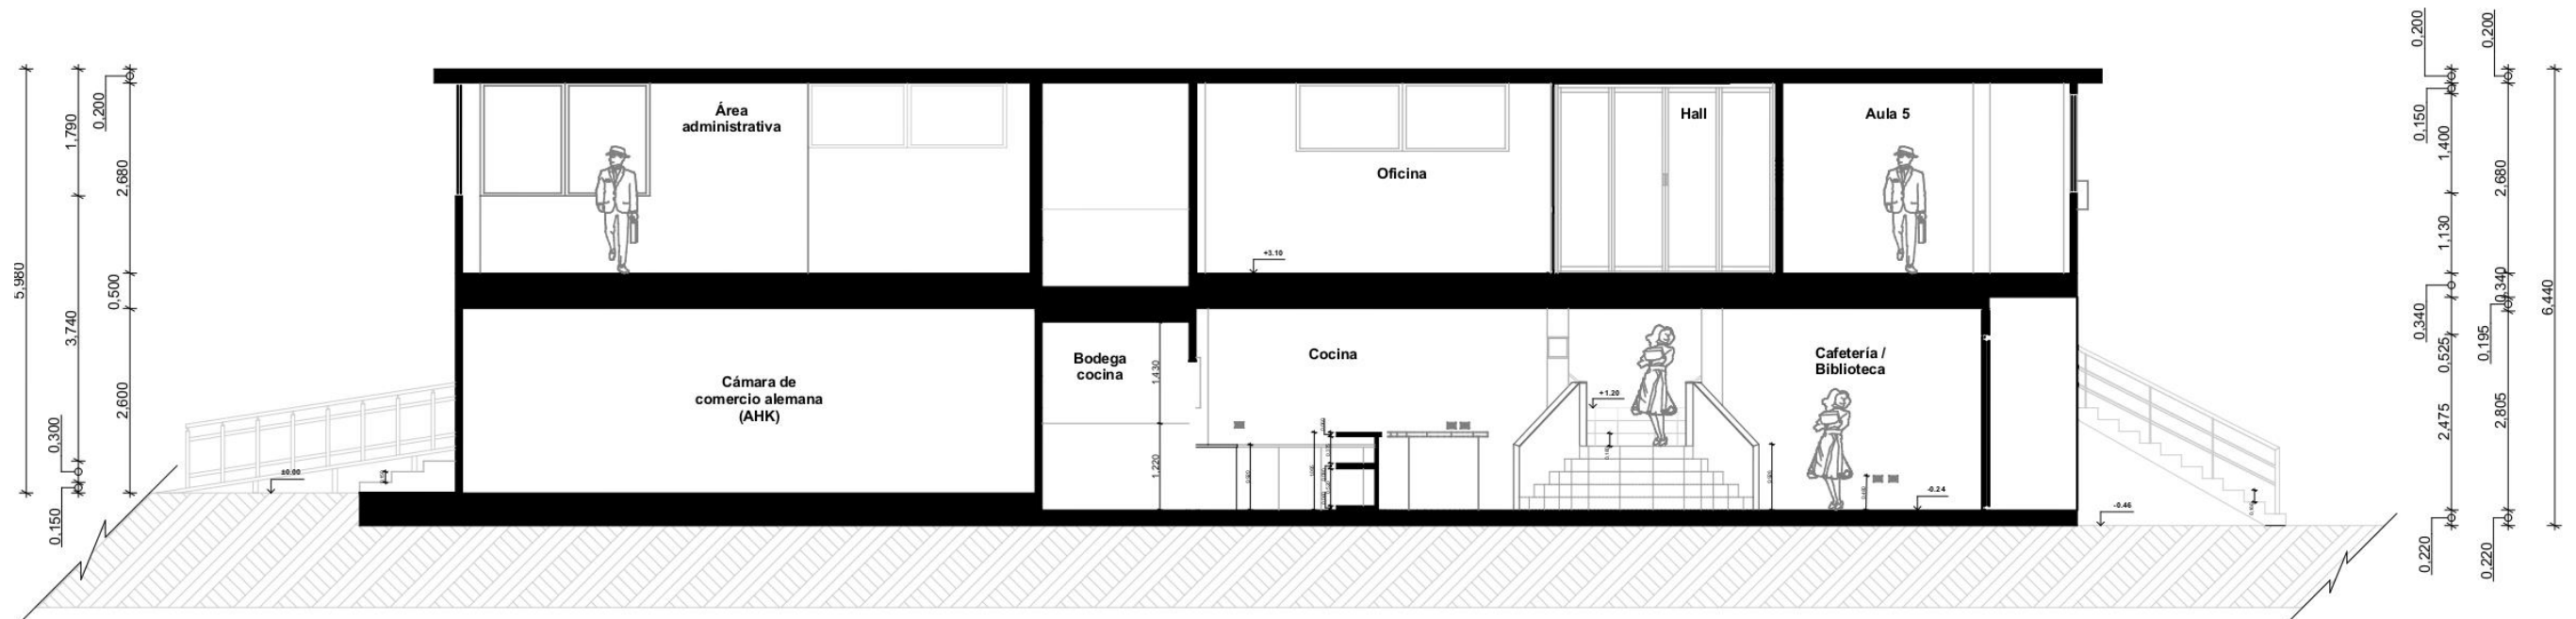 5,980
1,790
3,740
0,300
0,150
0,200
2,680
0,500
2,600
±0.00
Área
administrativa
Oficina
Hall
Aula 5
+3.10
Cámara de
comercio alemana
(AHK)
Bodega
cocina
1,430
1,220
Cocina
+1.20
Cafetería /
Biblioteca
-0.24
-0.46
0,200
0,150
1,400
1,130
0,340
0,525
2,475
0,220
0,200
2,680
0,340
0,195
2,805
0,220
6,440